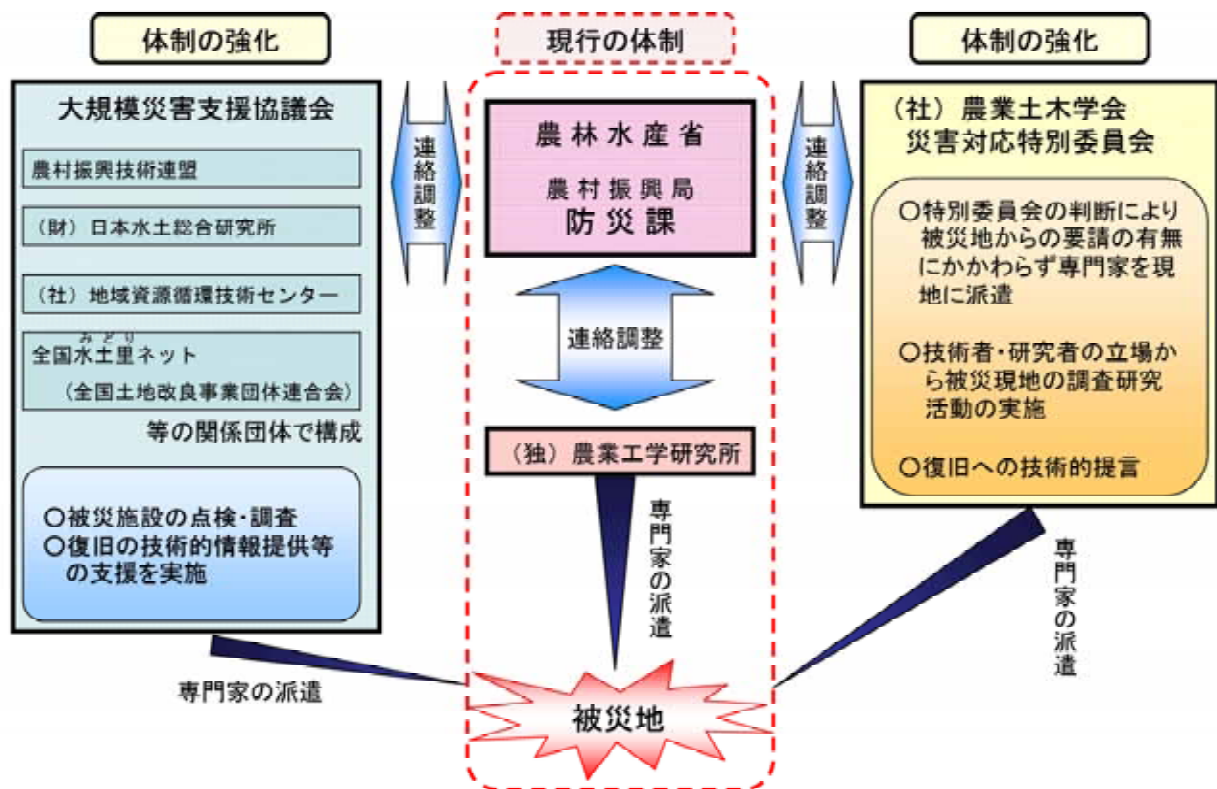 体制の強化
大規模災害支援協議会
農村振興技術連盟
（財）日本水土総合研究所
（社）地域資源循環技術センター
みどり
全国水土里ネット
（全国土地改良事業団体連合会）
等の関係団体で構成
○被災施設の点検・調査
○復旧の技術的情報提供等
の支援を実施
専門家の派遣
連絡調整
現行の体制
農林水産省
農村振興局
防災課
連絡調整
（独）農業工学研究所
専門家の派遣
被災地
連絡調整
体制の強化
（社）農業土木学会
災害対応特別委員会
○特別委員会の判断により
被災地からの要請の有無
にかかわらず専門家を現
地に派遣
○技術者・研究者の立場か
ら被災現地の調査研究
活動の実施
○復旧への技術的提言
専門家の派遣